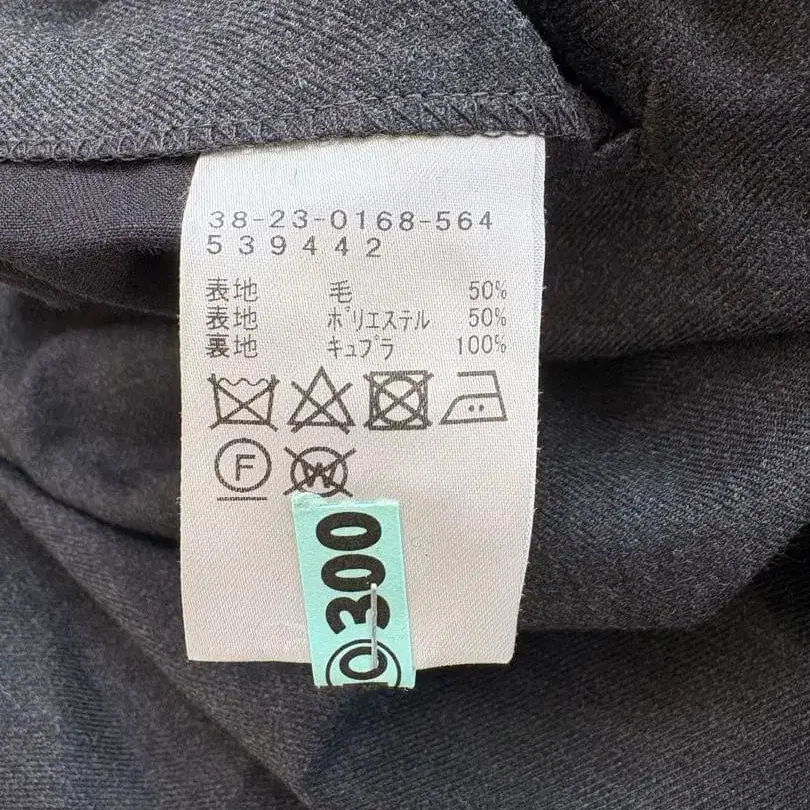 38-23-0168-564
539442
表地 毛 50%
表地 ポリエステル 50%
裏地 キュプラ 100%
F
W
300